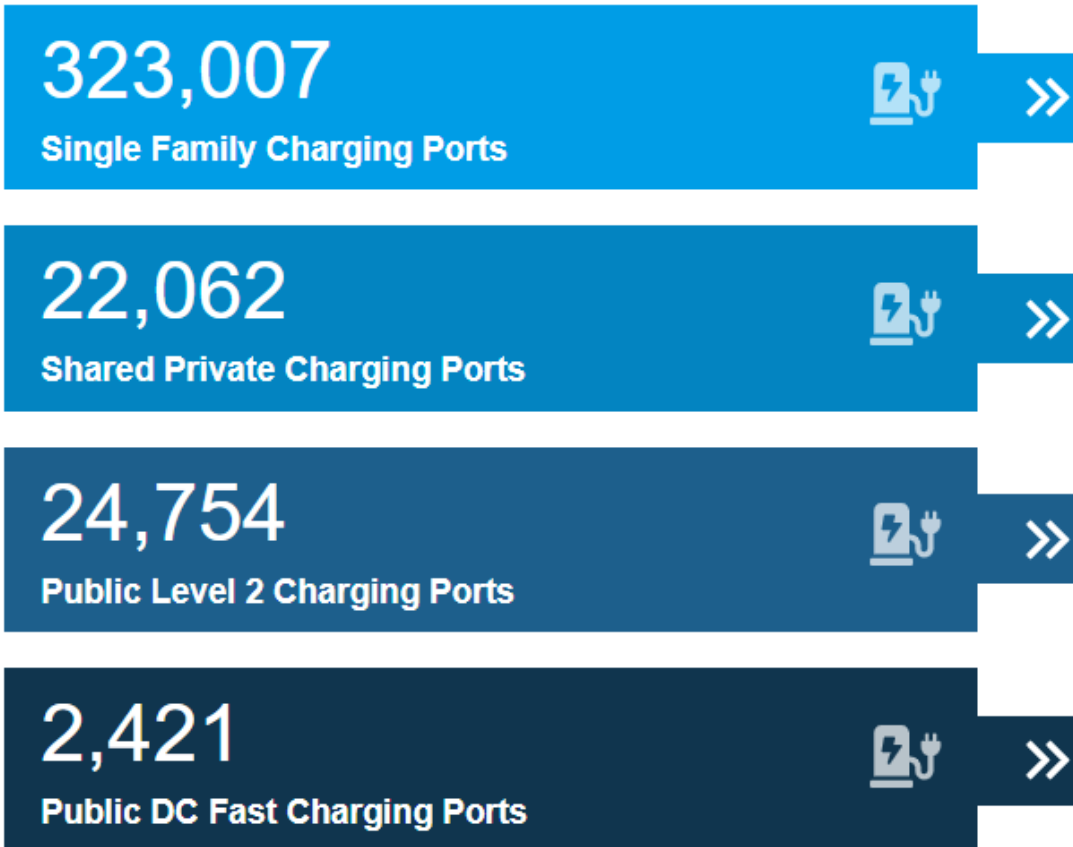 323,007
Single Family Charging Ports
22,062
Shared Private Charging Ports
24,754
Public Level 2 Charging Ports
2,421
Public DC Fast Charging Ports